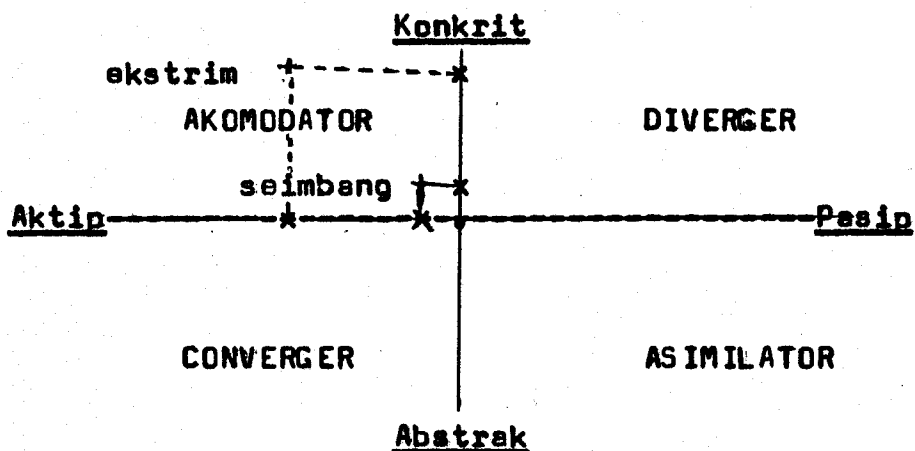 Konkrit
ekstrim
AKOMODATOR DIVERGER
seimbang
Aktip Pasip
CONVERGER ASIMILATOR
Abstrak